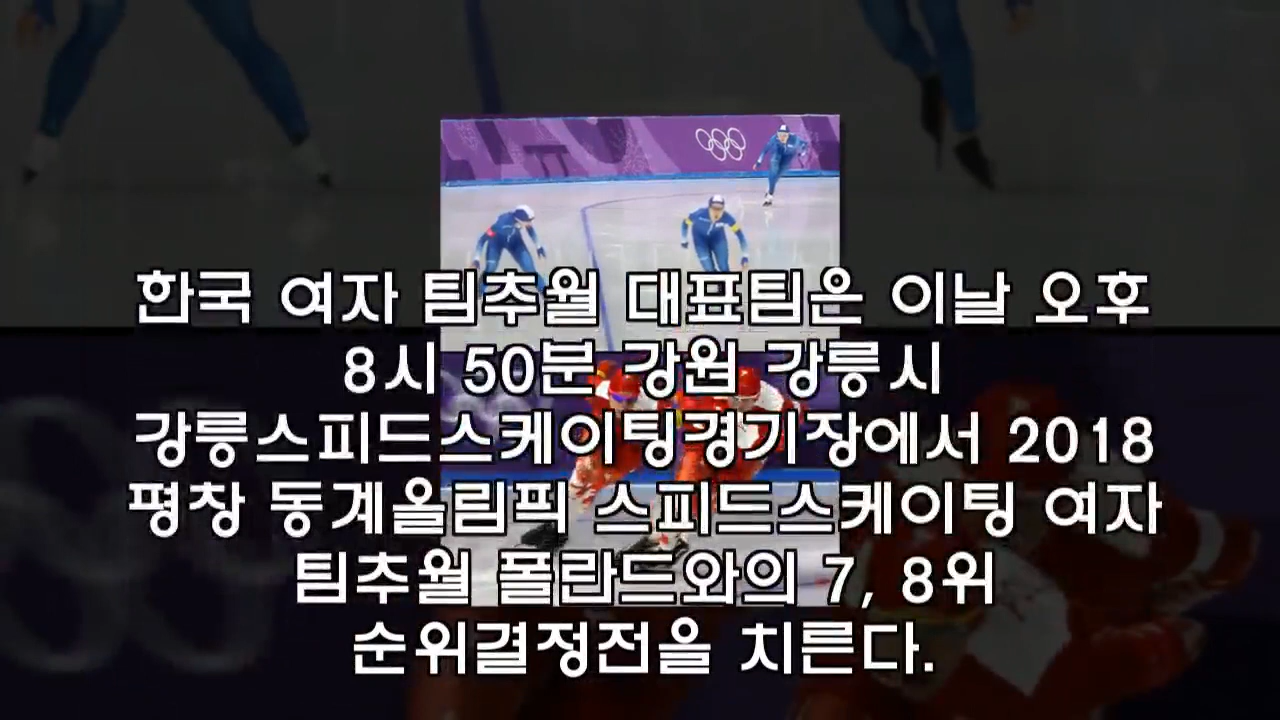 한국 여자 팀추월 대표팀은 이날 오후
8시 50분 강원 강릉시
강릉스피드스케이팅경기장에서 2018
평창 동계올림픽 스피드스케이팅 여자
팀추월 폴란드와의 7, 8위
순위결정전을 치른다.